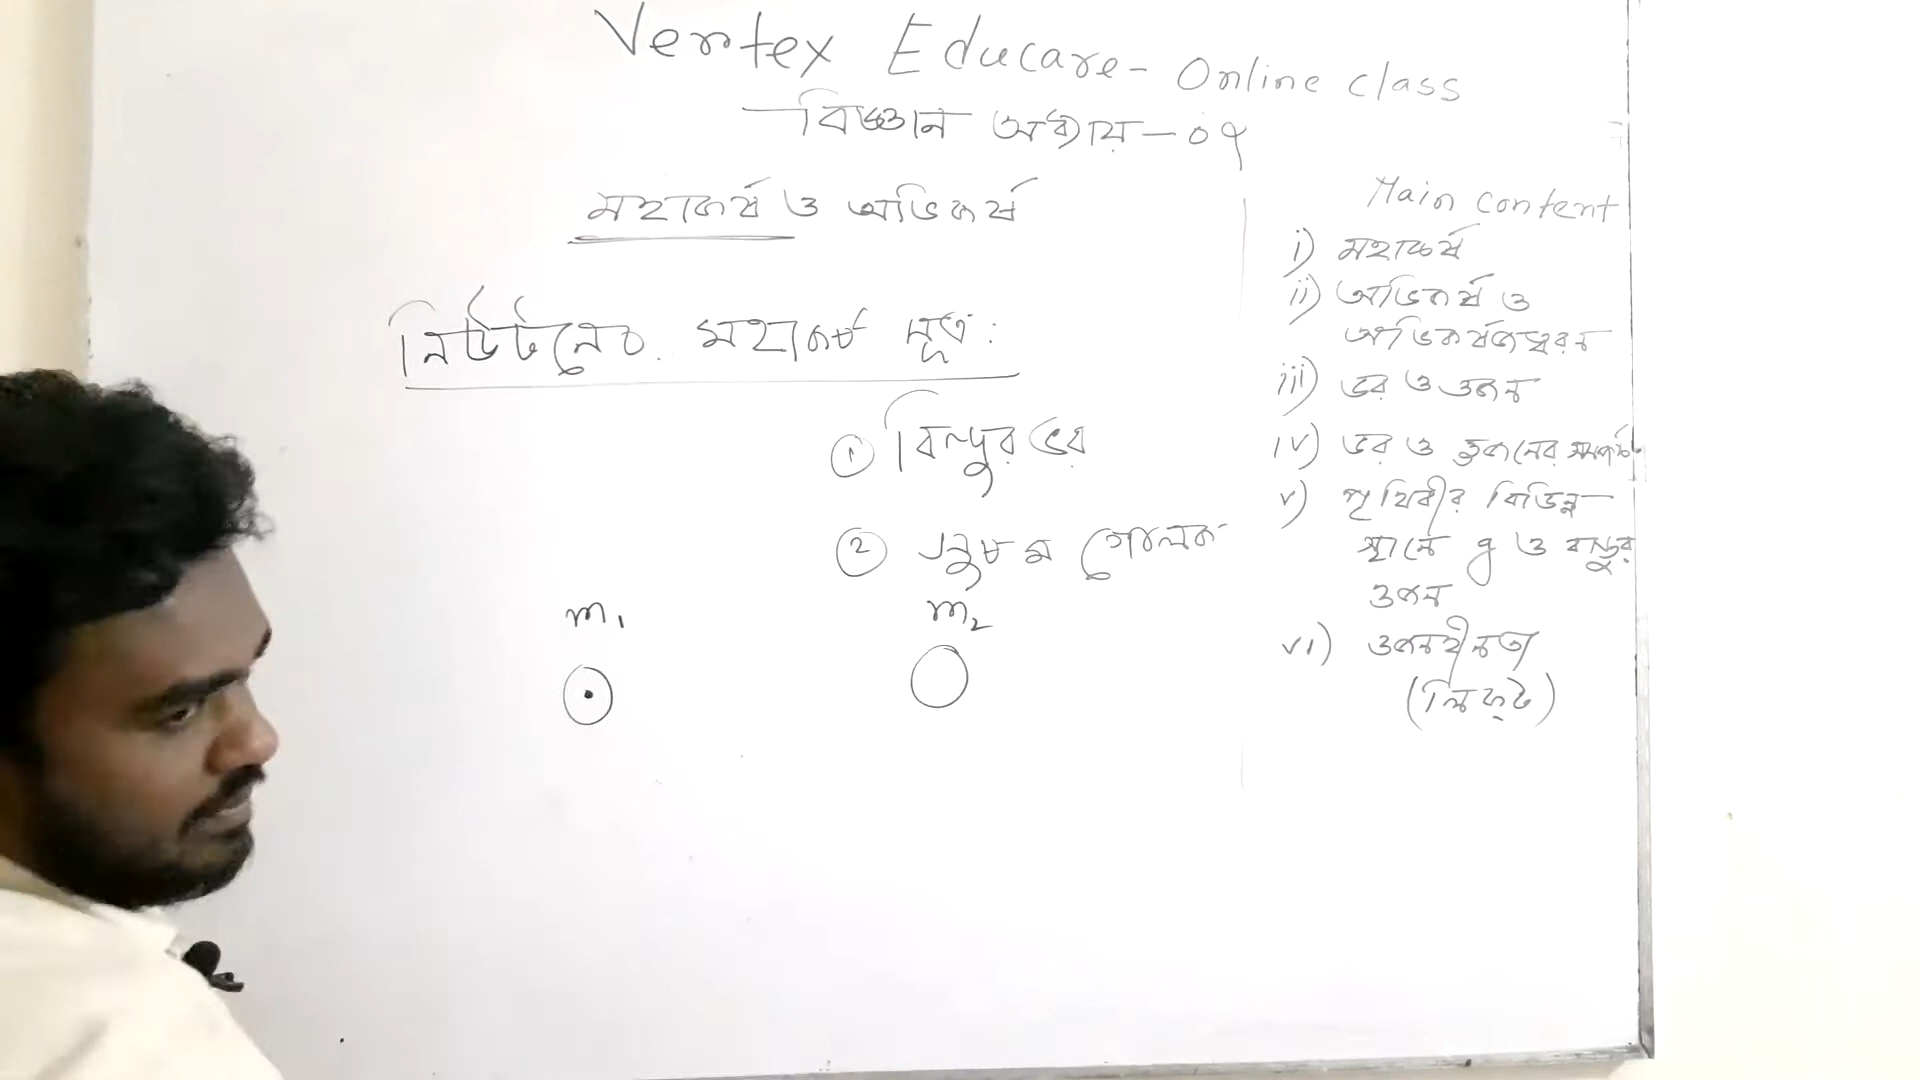 Vertex Educare - Online class
বিজ্ঞান অধ্যায় - ০৭
মহাকর্ষ ও অভিকর্ষ
নিউটনের মহাকর্ষ সূত্র :
① বিন্দুর ভর
② সুষম গোলক
m₁
m₂
Main content
i) মহাকর্ষ
ii) অভিকর্ষ ও
অভিকর্ষজ ত্বরণ
iii) ভর ও ওজন
iv) ভর ও ওজনের সম্পর্ক
v) পৃথিবীর বিভিন্ন
স্থানে g ও বস্তুর
ওজন
vi) ওজনহীনতা
(লিফ্ট)